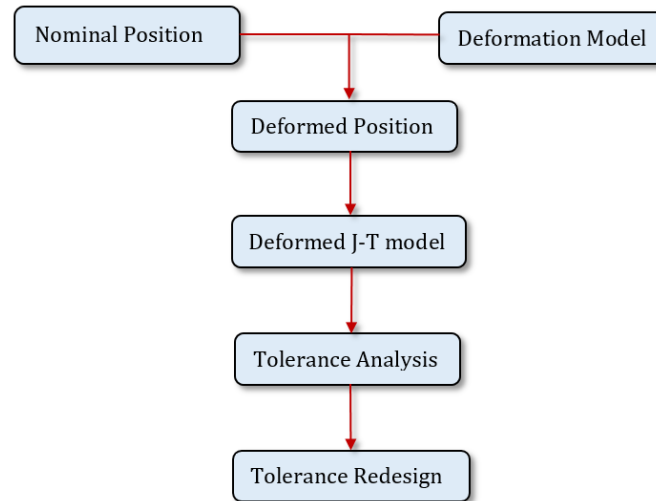 Nominal Position
Deformation Model
Deformed Position
Deformed J-T model
Tolerance Analysis
Tolerance Redesign